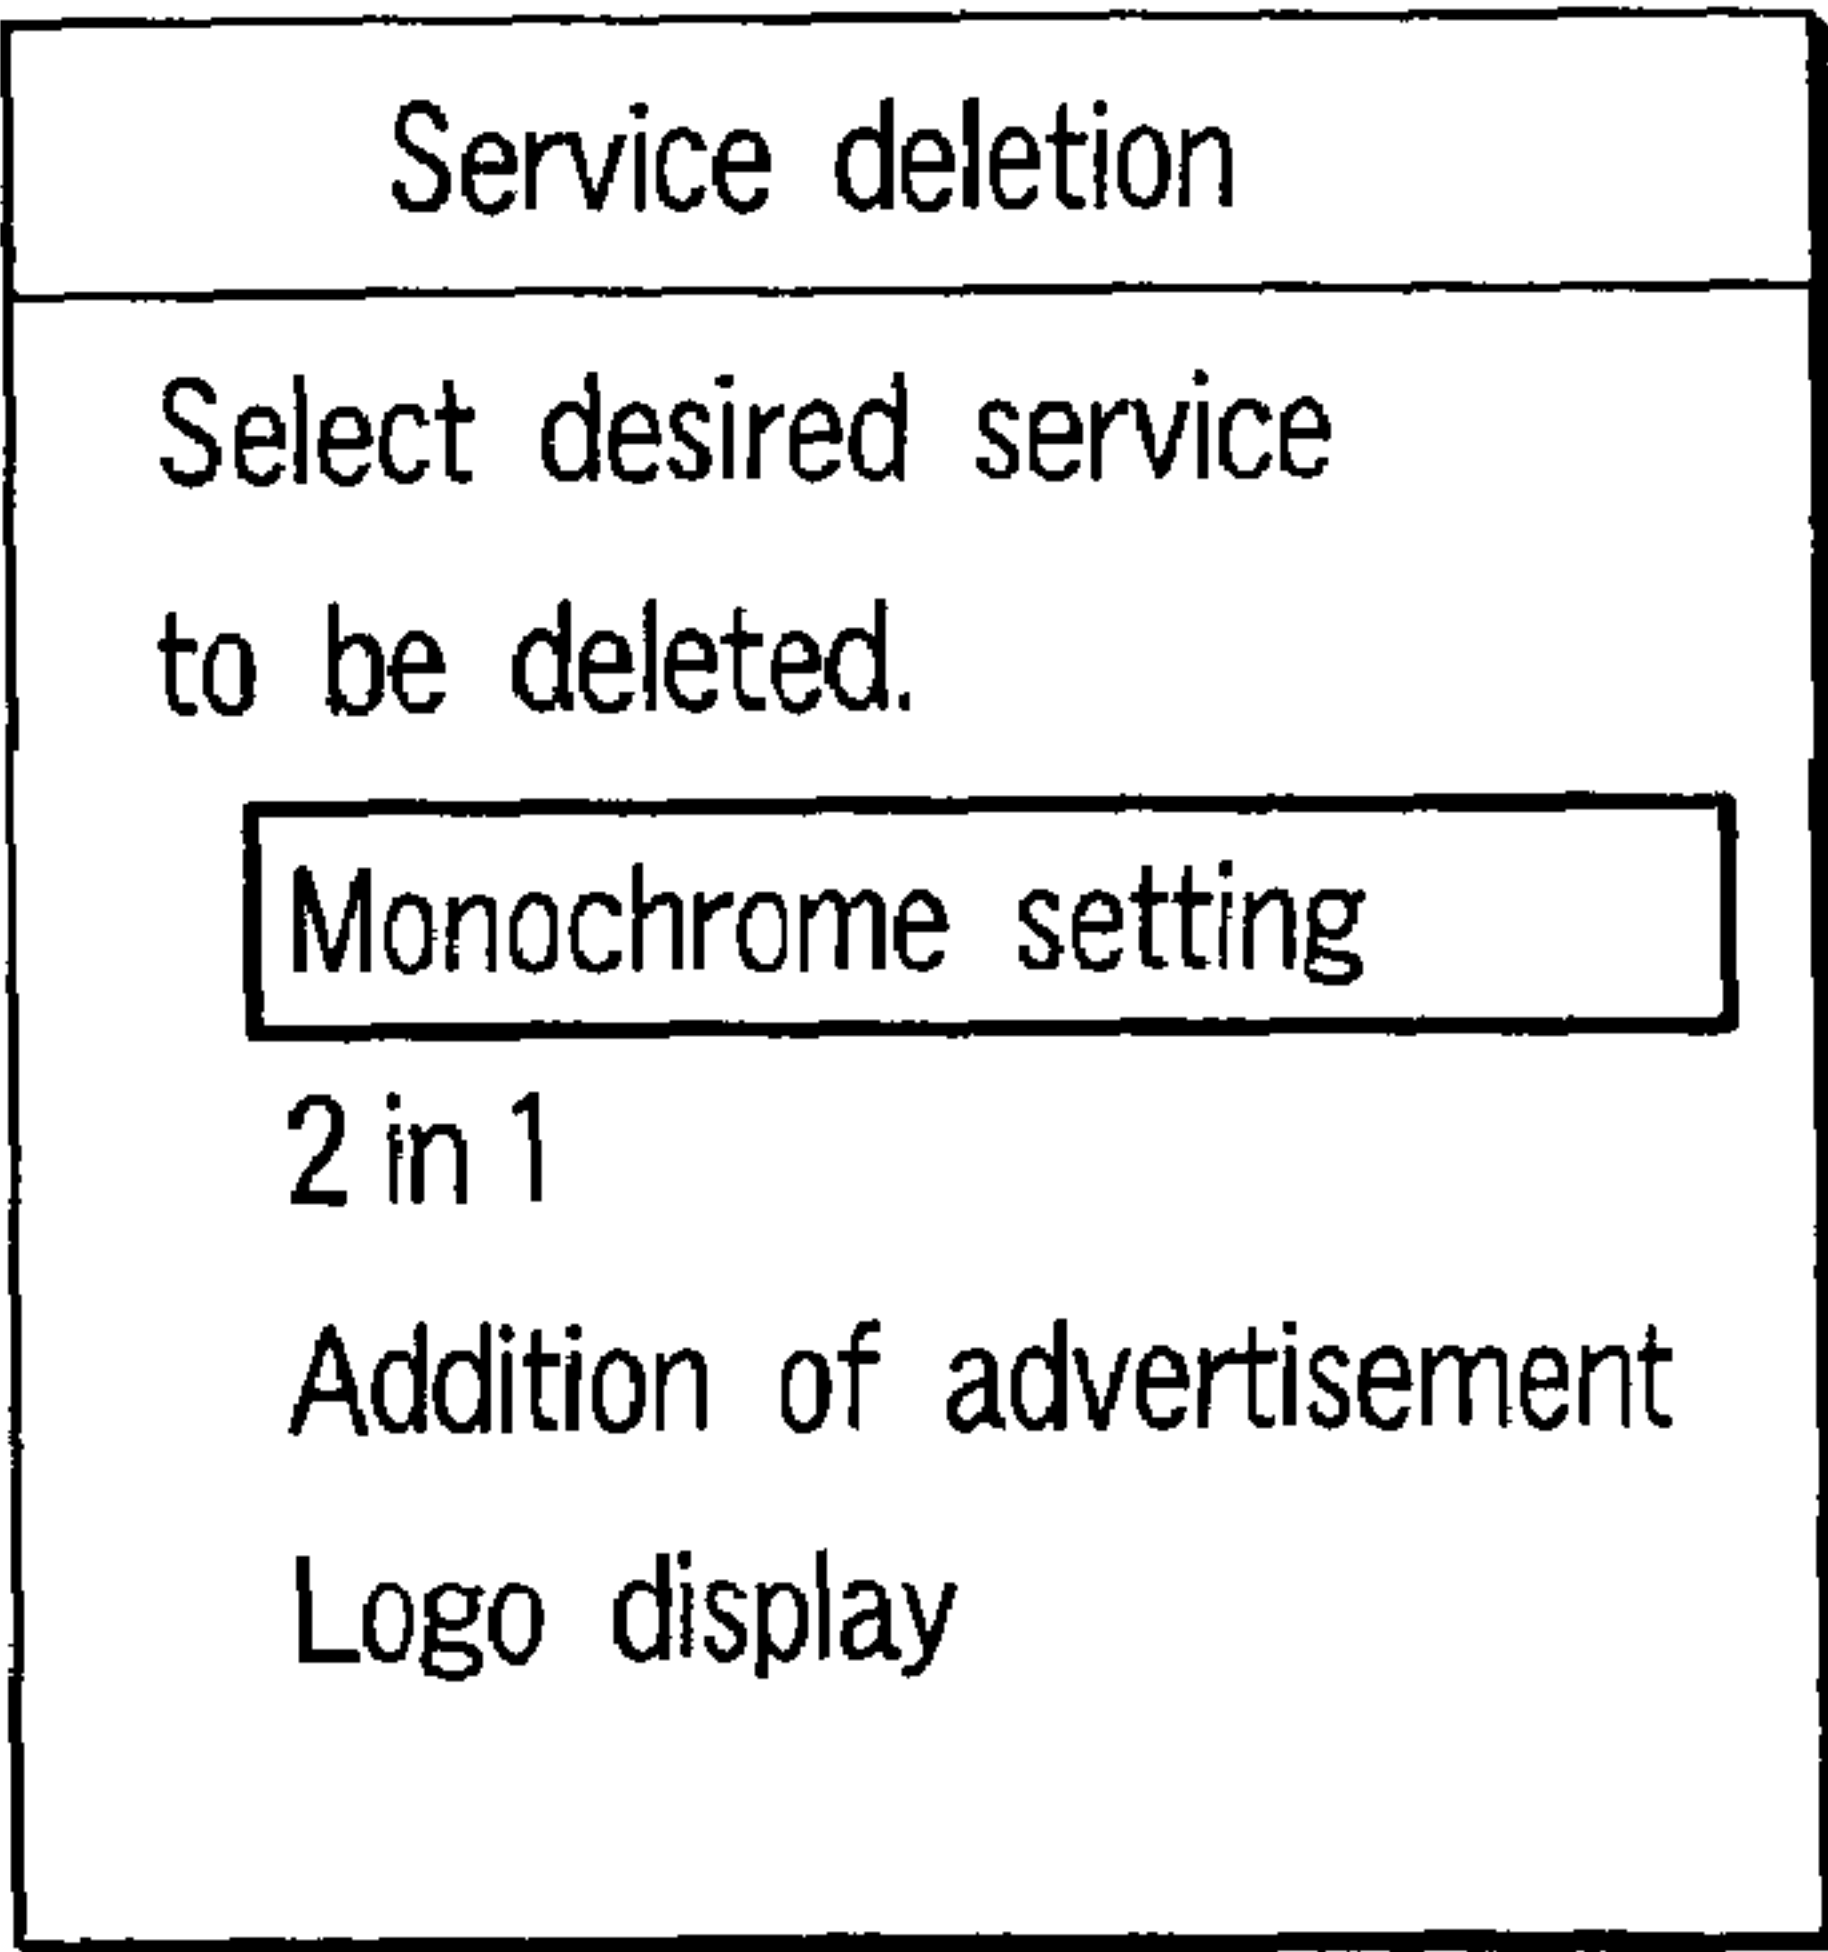 Service deletion
Select desired service
to be deleted.
Monochrome setting
2 in 1
Addition of advertisement
Logo display